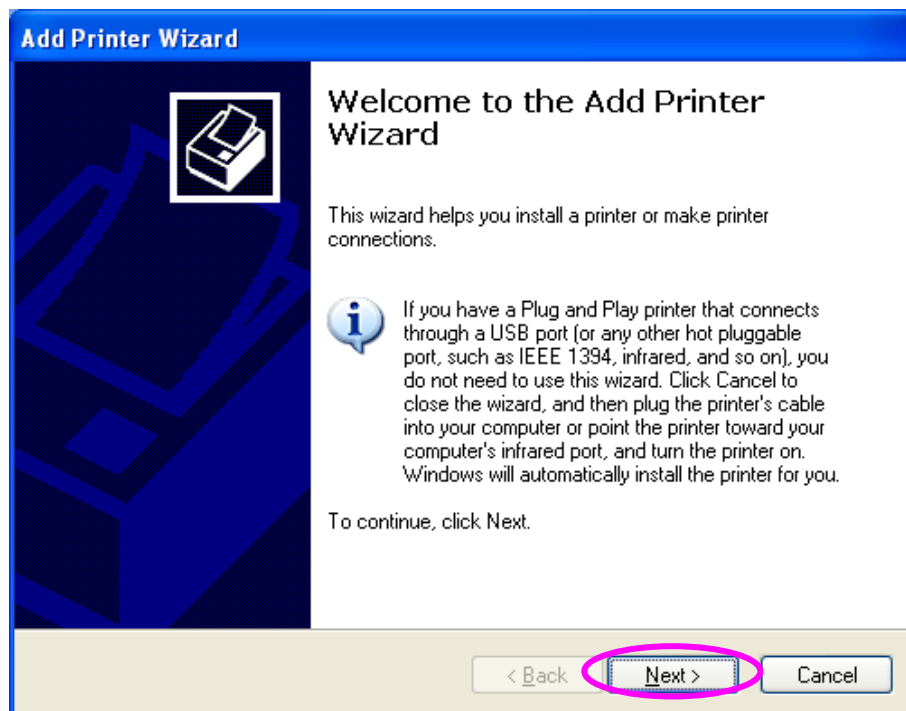 Add Printer Wizard
Welcome to the Add Printer
Wizard
This wizard helps you install a printer or make printer
connections.
If you have a Plug and Play printer that connects
through a USB port (or any other hot pluggable
port, such as IEEE 1394, infrared, and so on), you
do not need to use this wizard. Click Cancel to
close the wizard, and then plug the printer's cable
into your computer or point the printer toward your
computer's infrared port, and turn the printer on.
Windows will automatically install the printer for you.
To continue, click Next.
< Back Next > Cancel